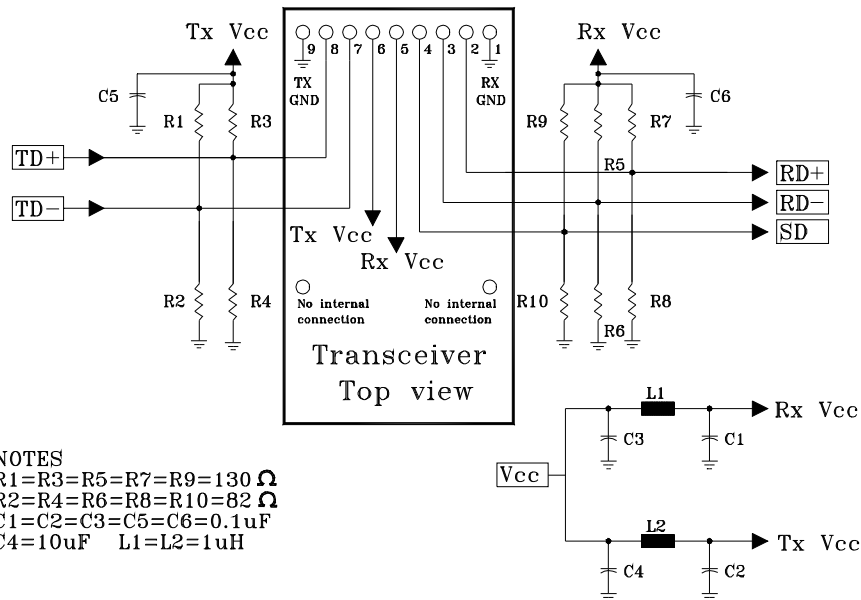 Tx Vcc
Rx Vcc
9 8 7 6 5 4 3 2 1
TX
GND
RX
GND
C5
C6
R1 R3
R9 R7
TD+
R5
RD+
TD-
RD-
Tx Vcc
SD
Rx Vcc
R2 R4
No internal
connection
No internal
connection
R10 R8
R6
Transceiver
Top view
L1
Rx Vcc
C3 C1
Vcc
L2
Tx Vcc
C4 C2
NOTES
R1=R3=R5=R7=R9=130 Ω
R2=R4=R6=R8=R10=82 Ω
C1=C2=C3=C5=C6=0.1uF
C4=10uF L1=L2=1uH